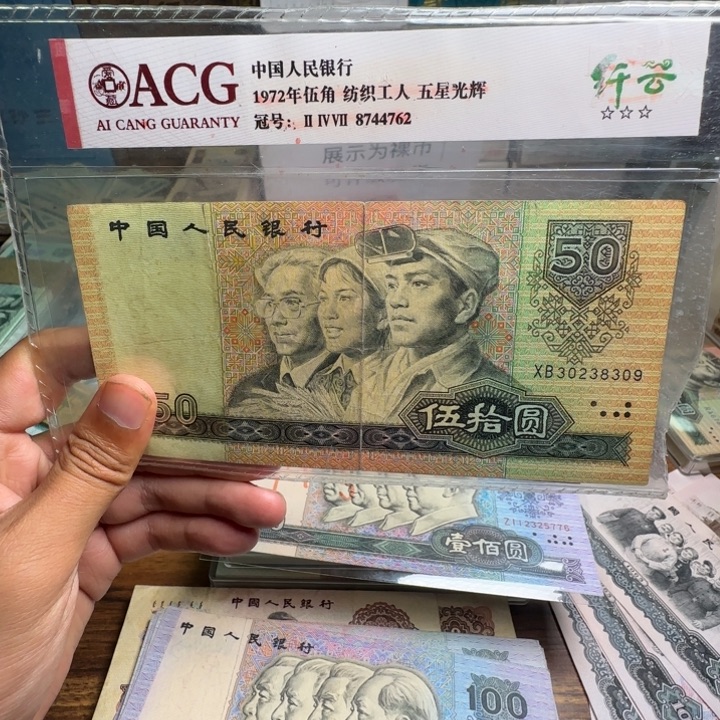 ACG
AI CANG GUARANTY
中国人民银行
1972年伍角 纺织工人 五星光辉
冠号: II IV VII 8744762
纤云
☆☆☆
展示为裸币
中国人民银行
50
XB30238309
50
伍拾圆
ZI12325776
壹佰圆
中国人民银行
中国人民银行
100